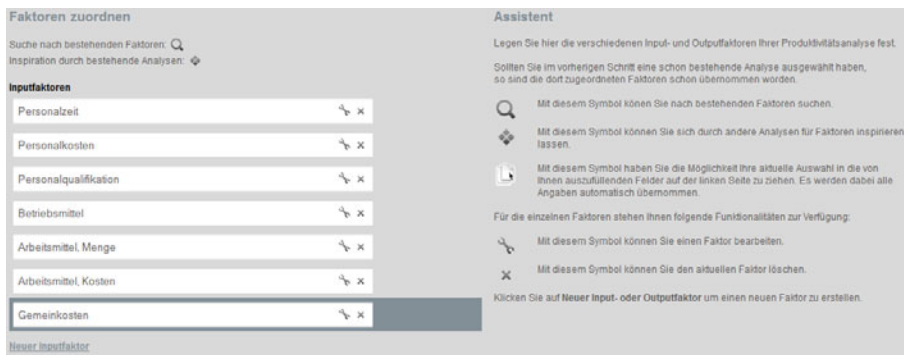 Faktoren zuordnen
Suche nach bestehenden Faktoren:
Inspiration durch bestehende Analysen:
Inputfaktoren
Personalzeit
Personalkosten
Personalqualifikation
Betriebsmittel
Arbeitsmittel, Menge
Arbeitsmittel, Kosten
Gemeinkosten
Neuer Inputfaktor
Assistent
Legen Sie hier die verschiedenen Input- und Outputfaktoren Ihrer Produktivitätsanalyse fest.
Sollten Sie im vorherigen Schritt eine schon bestehende Analyse ausgewählt haben,
so sind die dort zugeordneten Faktoren schon übernommen worden.
Mit diesem Symbol könen Sie nach bestehenden Faktoren suchen.
Mit diesem Symbol können Sie sich durch andere Analysen für Faktoren inspirieren
lassen.
Mit diesem Symbol haben Sie die Möglichkeit Ihre aktuelle Auswahl in die von
Ihnen auszufüllenden Felder auf der linken Seite zu ziehen. Es werden dabei alle
Angaben automatisch übernommen.
Für die einzelnen Faktoren stehen Ihnen folgende Funktionalitäten zur Verfügung:
Mit diesem Symbol können Sie einen Faktor bearbeiten.
Mit diesem Symbol können Sie den aktuellen Faktor löschen.
Klicken Sie auf Neuer Input- oder Outputfaktor um einen neuen Faktor zu erstellen.